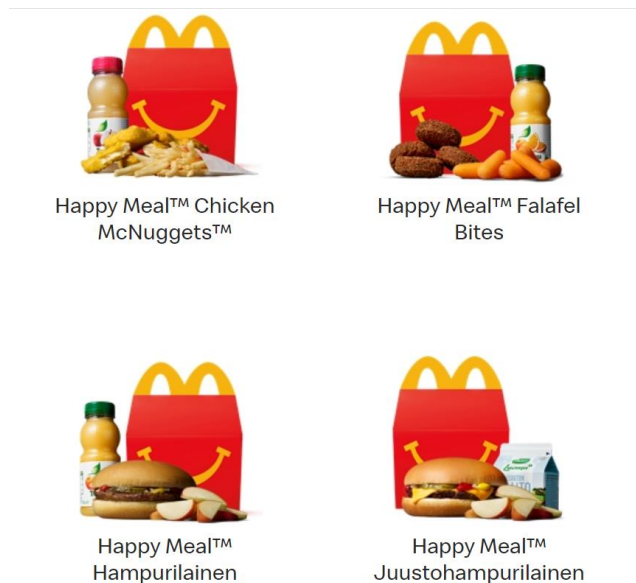 Happy Meal™ Chicken
McNuggets™
Happy Meal™ Falafel
Bites
Happy Meal™
Hampurilainen
Happy Meal™
Juustohampurilainen